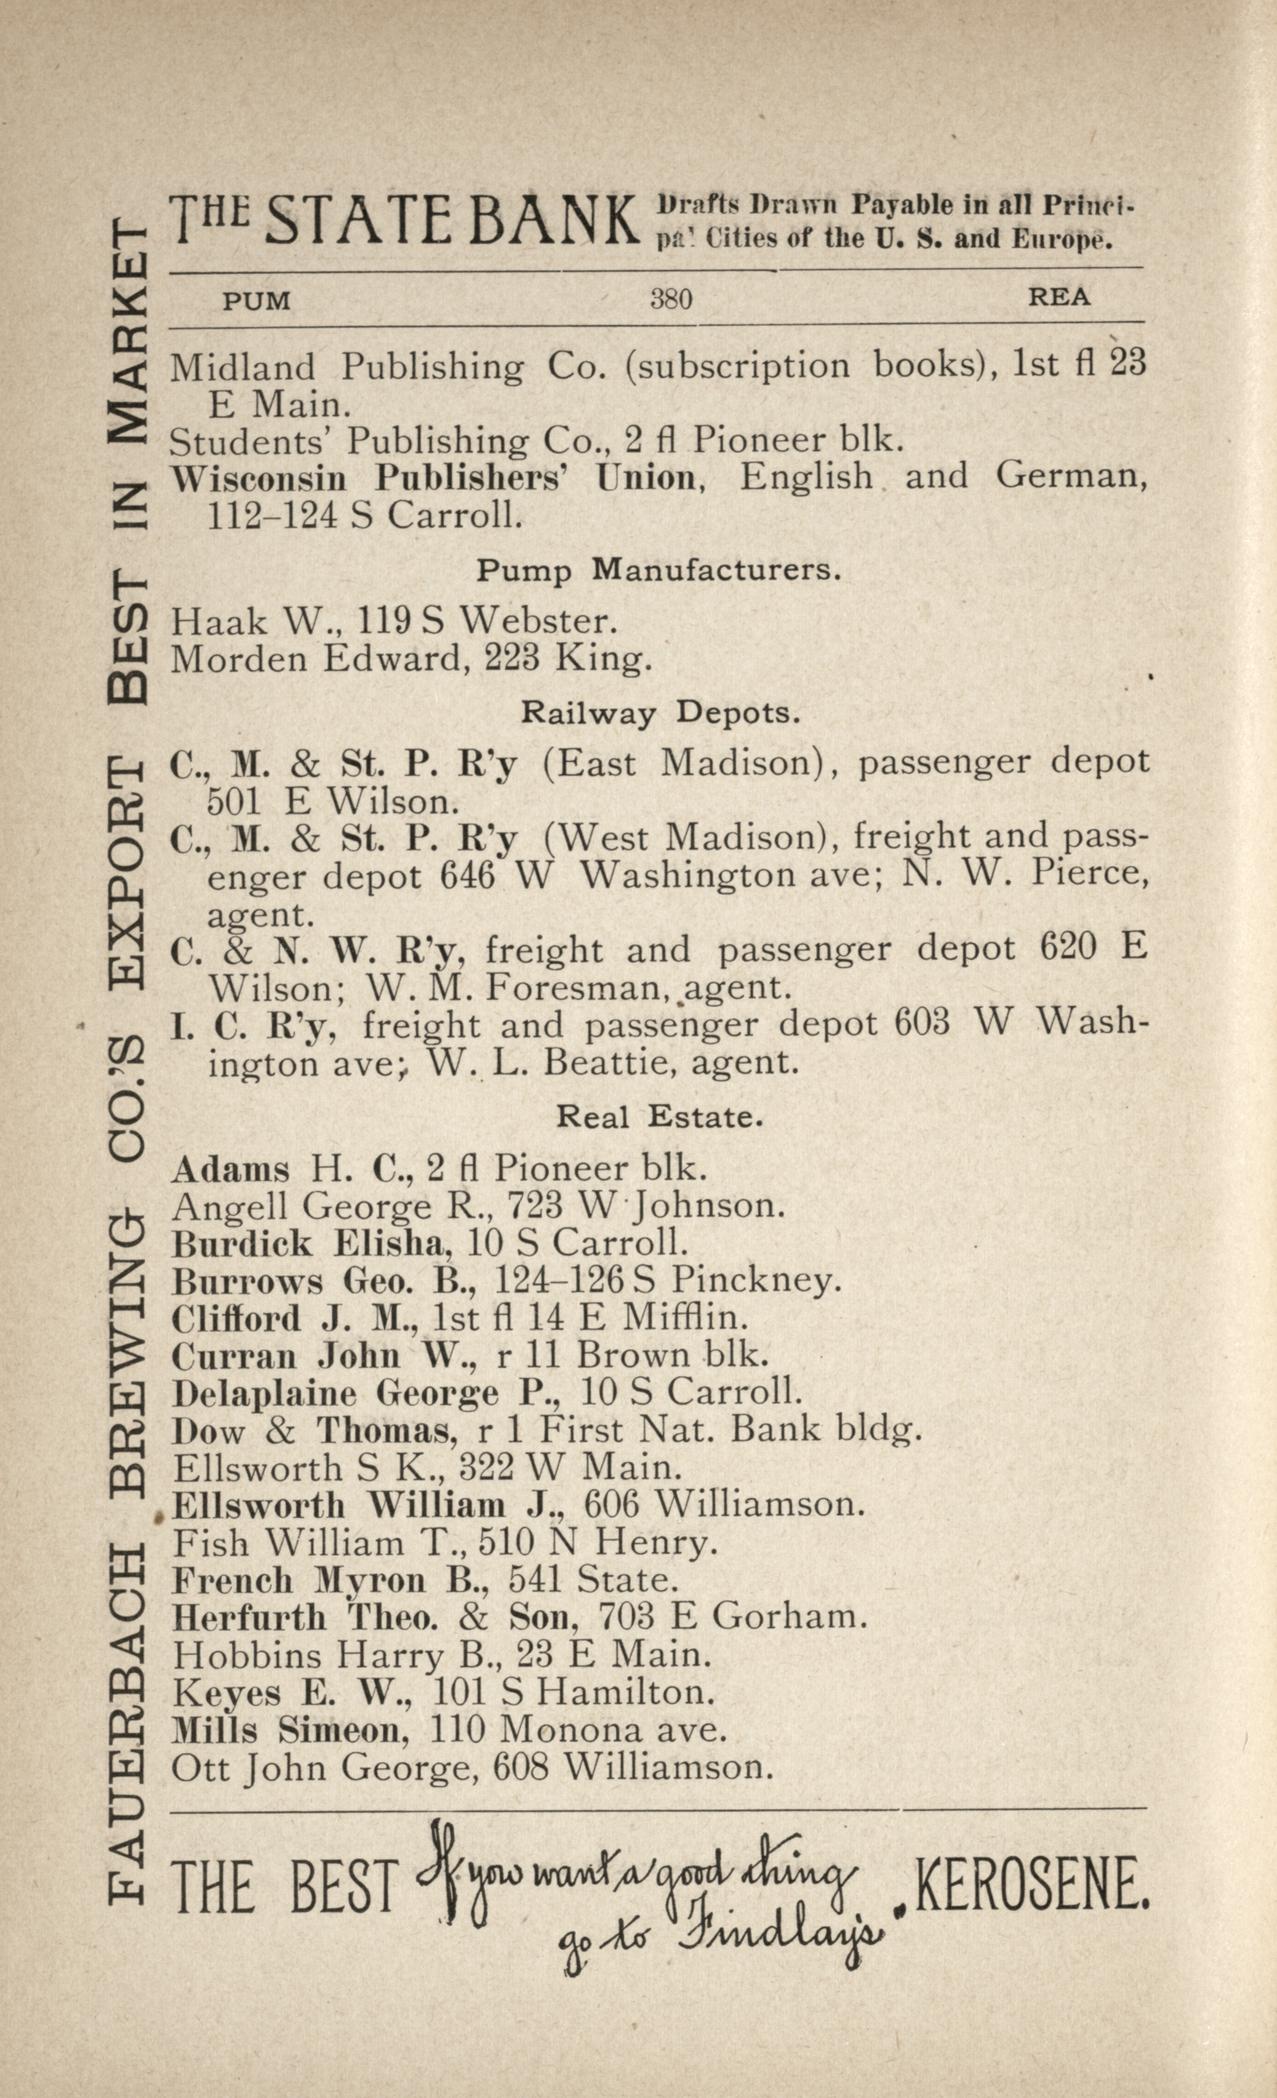 THE STATE BANK Drafts Drawn Payable in all Princi-
pal Cities of the U. S. and Europe.
PUM 380 REA
Midland Publishing Co. (subscription books), 1st fl 23
E Main.
Students' Publishing Co., 2 fl Pioneer blk.
Wisconsin Publishers' Union, English and German,
112–124 S Carroll.
Pump Manufacturers.
Haak W., 119 S Webster.
Morden Edward, 223 King.
Railway Depots.
C., M. & St. P. R'y (East Madison), passenger depot
501 E Wilson.
C., M. & St. P. R'y (West Madison), freight and pass-
enger depot 646 W Washington ave; N. W. Pierce,
agent.
C. & N. W. R'y, freight and passenger depot 620 E
Wilson; W. M. Foresman, agent.
I. C. R'y, freight and passenger depot 603 W Wash-
ington ave; W. L. Beattie, agent.
Real Estate.
Adams H. C., 2 fl Pioneer blk.
Angell George R., 723 W Johnson.
Burdick Elisha, 10 S Carroll.
Burrows Geo. B., 124–126 S Pinckney.
Clifford J. M., 1st fl 14 E Mifflin.
Curran John W., r 11 Brown blk.
Delaplaine George P., 10 S Carroll.
Dow & Thomas, r 1 First Nat. Bank bldg.
Ellsworth S K., 322 W Main.
Ellsworth William J., 606 Williamson.
Fish William T., 510 N Henry.
French Myron B., 541 State.
Herfurth Theo. & Son, 703 E Gorham.
Hobbins Harry B., 23 E Main.
Keyes E. W., 101 S Hamilton.
Mills Simeon, 110 Monona ave.
Ott John George, 608 Williamson.
THE BEST If you want a good thing KEROSENE.
go to Findlay's
FAUERBACH BREWING CO.'S EXPORT BEST IN MARKET